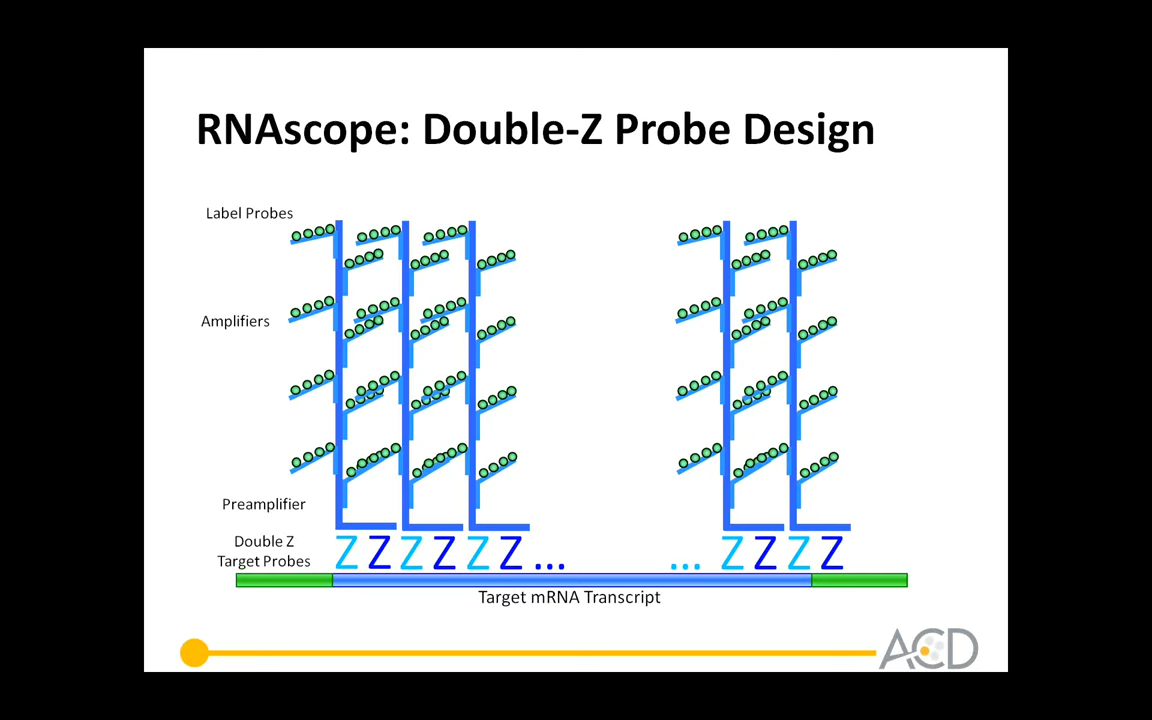 RNAscope: Double-Z Probe Design
Label Probes
Amplifiers
Preamplifier
Double Z
Target Probes
Z Z Z Z Z Z ... ... Z Z Z Z
Target mRNA Transcript
ACD